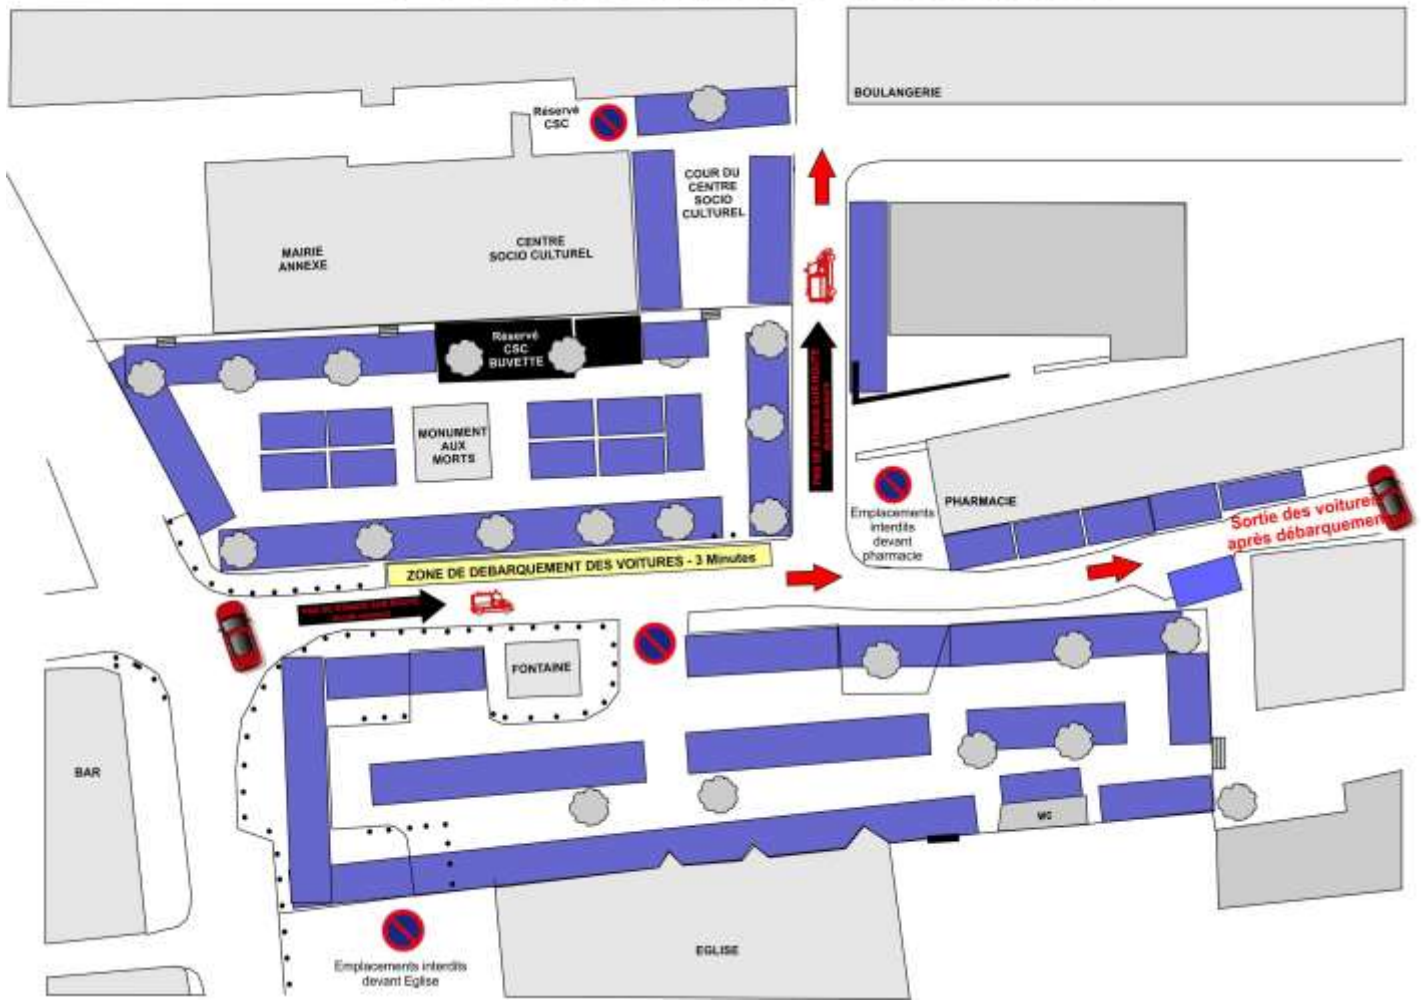 BOULANGERIE
Réservé
CSC
COUR DU
CENTRE
SOCIO
CULTUREL
MAIRIE
ANNEXE
CENTRE
SOCIO CULTUREL
Réservé
CSC
BUVETTE
MONUMENT
AUX
MORTS
PHARMACIE
Emplacements
interdits
devant
pharmacie
Sortie des voitures
après débarquement
ZONE DE DEBARQUEMENT DES VOITURES - 3 Minutes
FONTAINE
BAR
WC
EGLISE
Emplacements interdits
devant Eglise